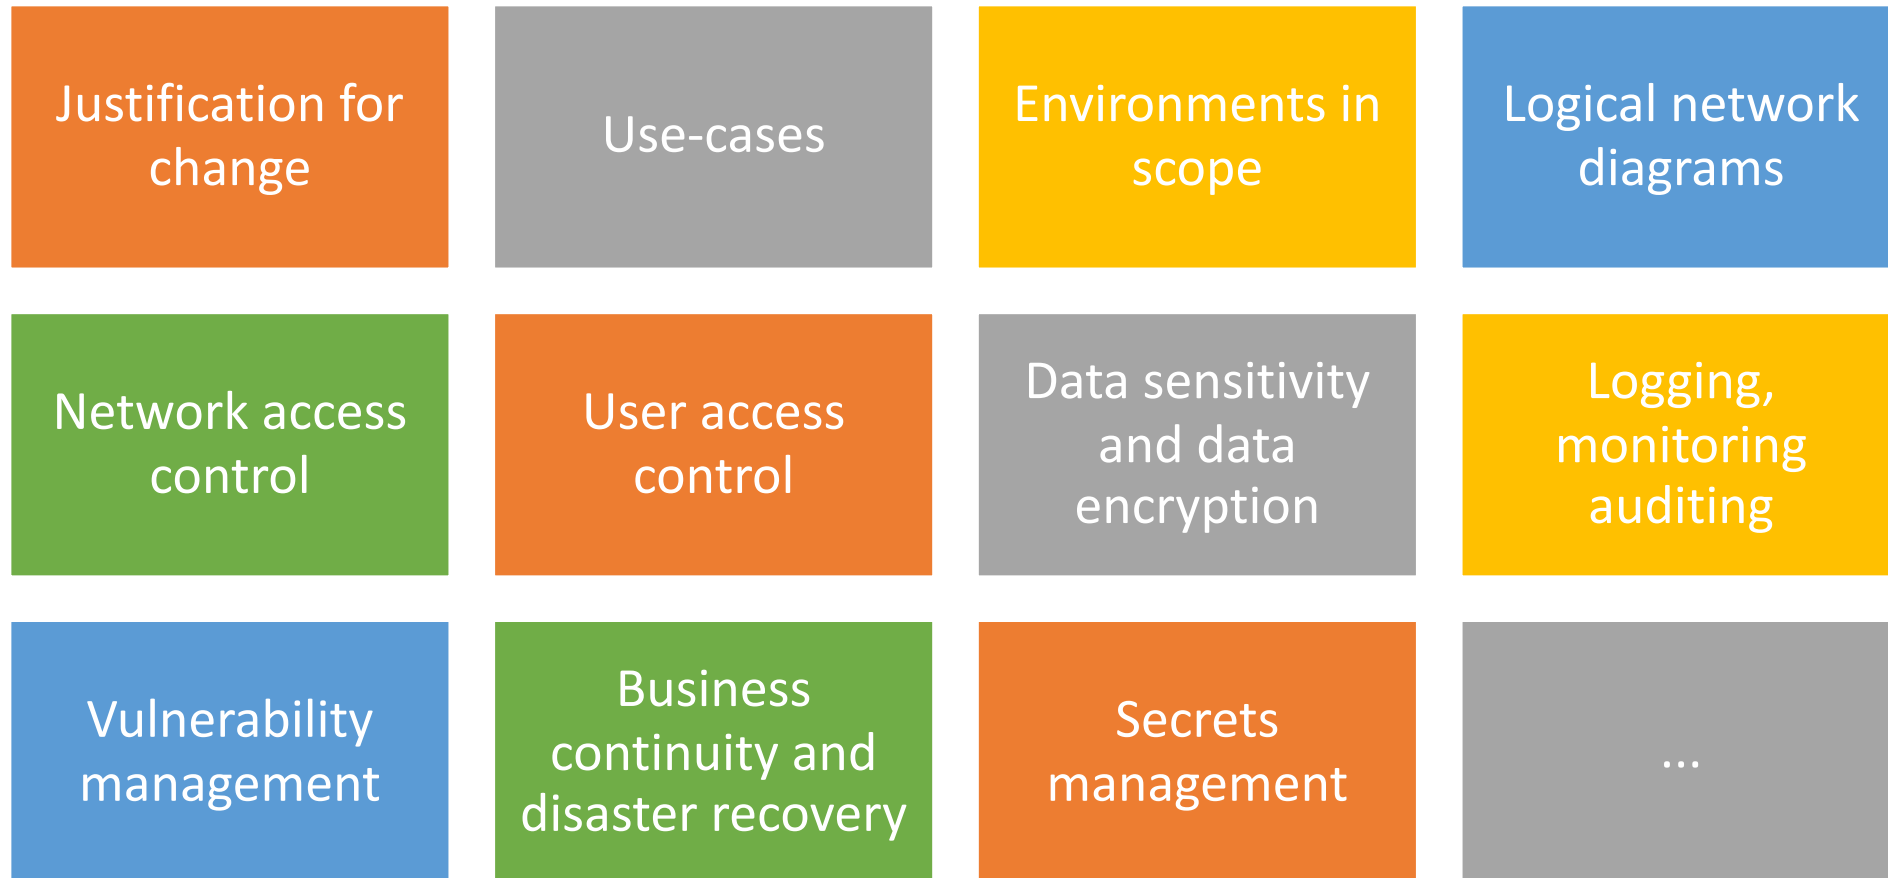 Justification for
change
Use-cases
Environments in
scope
Logical network
diagrams
Network access
control
User access
control
Data sensitivity
and data
encryption
Logging,
monitoring
auditing
Vulnerability
management
Business
continuity and
disaster recovery
Secrets
management
...